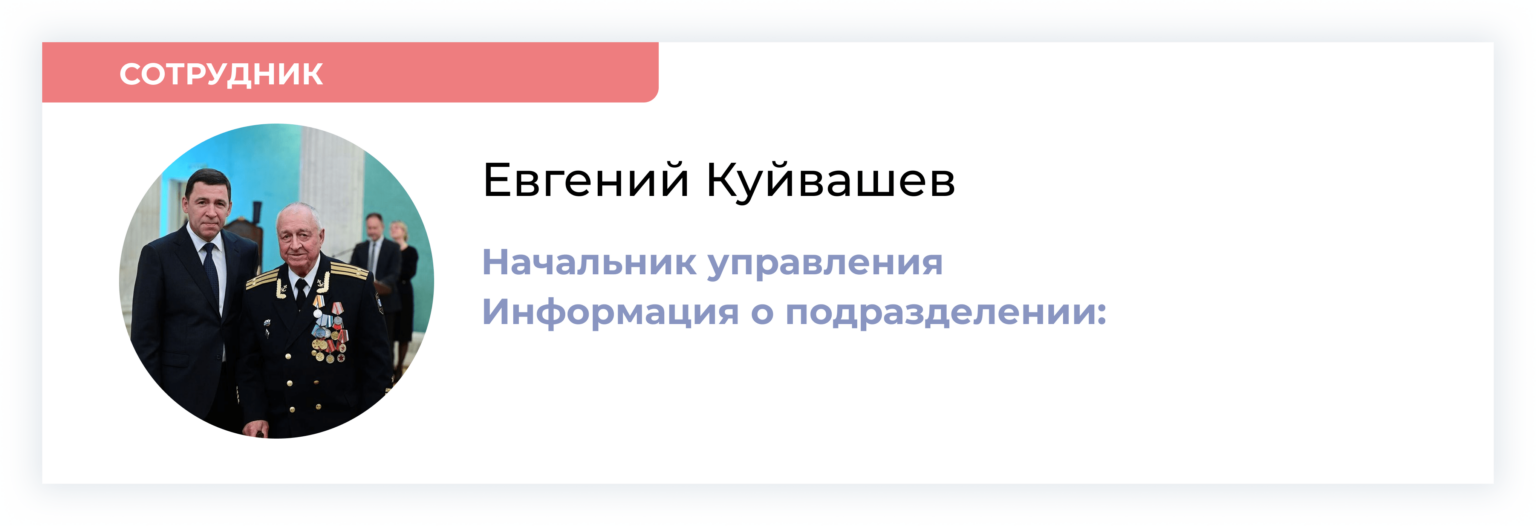 СОТРУДНИК
Евгений Куйвашев
Начальник управления
Информация о подразделении: